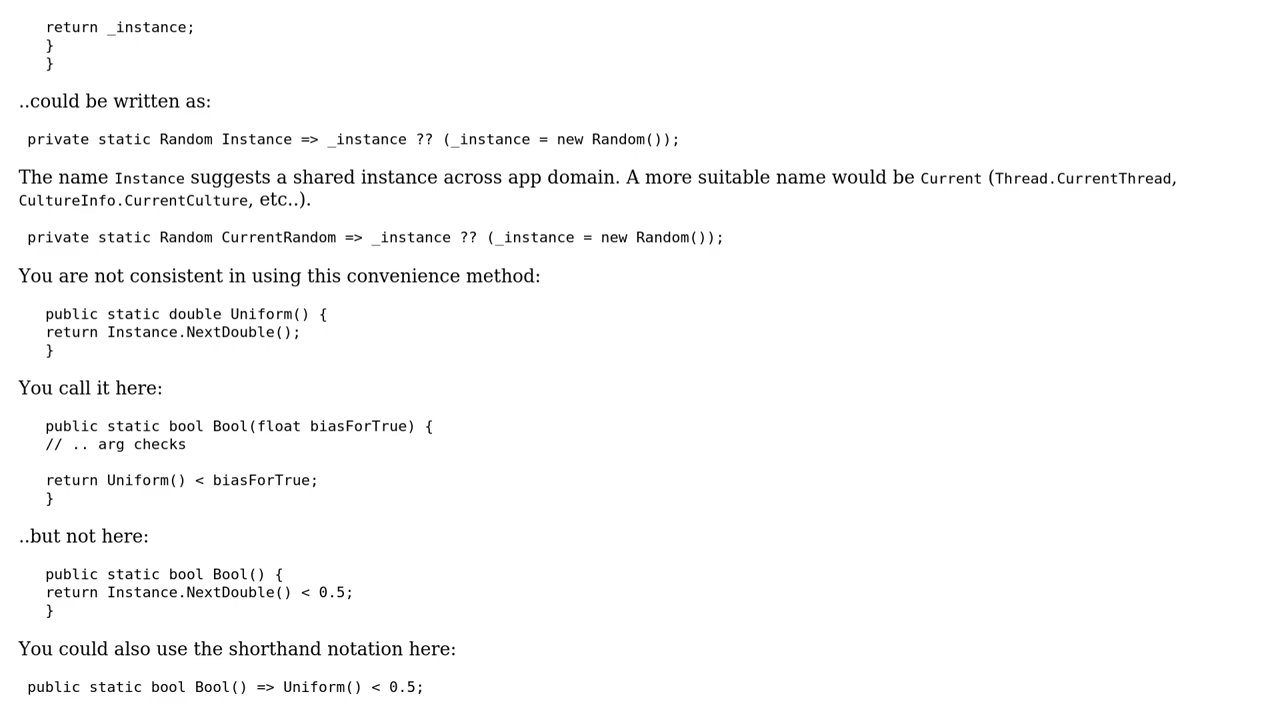 return _instance;
}
}
..could be written as:
private static Random Instance => _instance ?? (_instance = new Random());
The name Instance suggests a shared instance across app domain. A more suitable name would be Current (Thread.CurrentThread,
CultureInfo.CurrentCulture, etc..).
private static Random CurrentRandom => _instance ?? (_instance = new Random());
You are not consistent in using this convenience method:
public static double Uniform() {
return Instance.NextDouble();
}
You call it here:
public static bool Bool(float biasForTrue) {
// .. arg checks
return Uniform() < biasForTrue;
}
..but not here:
public static bool Bool() {
return Instance.NextDouble() < 0.5;
}
You could also use the shorthand notation here:
public static bool Bool() => Uniform() < 0.5;